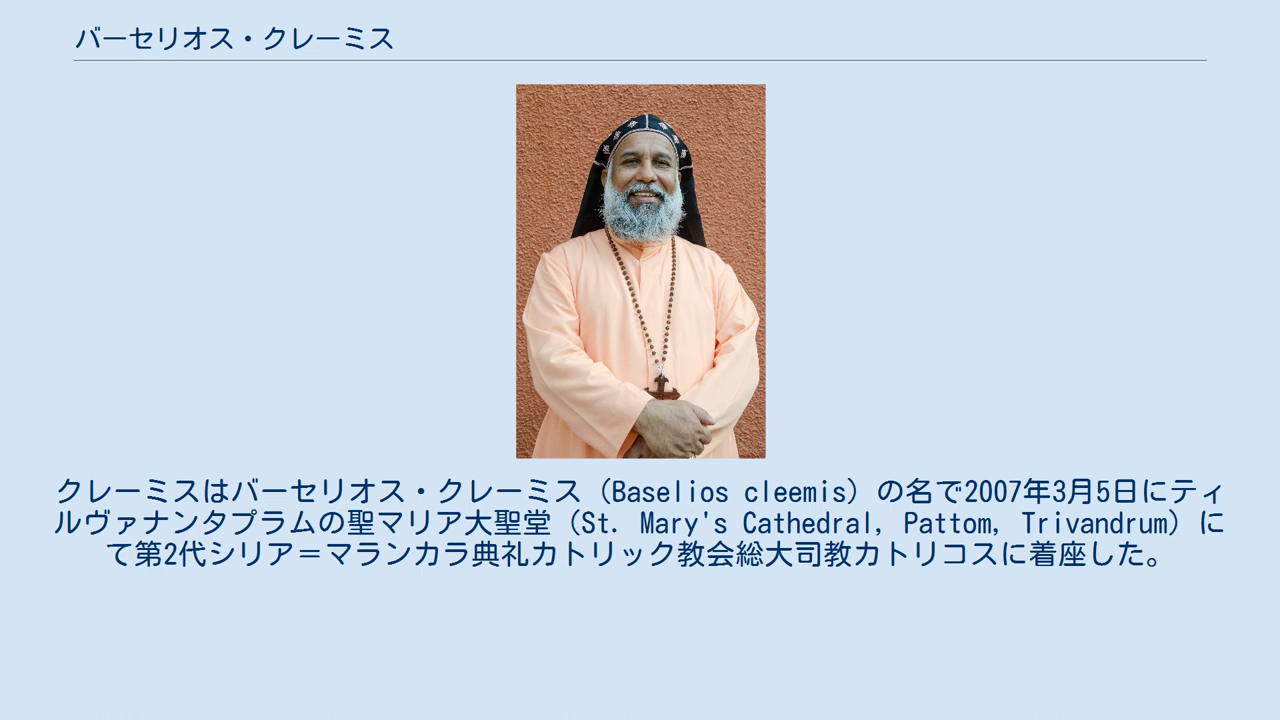 バーセリオス・クレーミス
クレーミスはバーセリオス・クレーミス（Baselios cleemis）の名で2007年3月5日にティ
ルヴァナンタプラムの聖マリア大聖堂（St. Mary's Cathedral, Pattom, Trivandrum）に
て第2代シリア＝マランカラ典礼カトリック教会総大司教カトリコスに着座した。